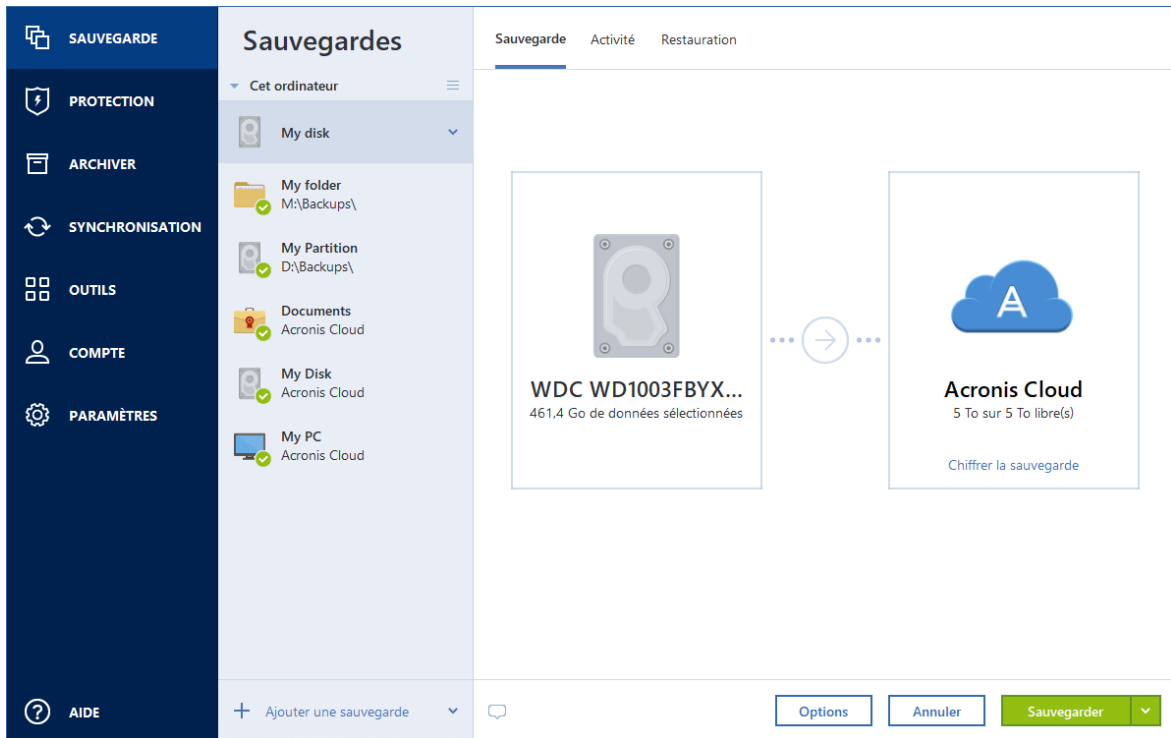 SAUVEGARDE
PROTECTION
ARCHIVER
SYNCHRONISATION
OUTILS
COMPTE
PARAMÈTRES
AIDE
Sauvegardes
Cet ordinateur
My disk
My folder
M:\Backups\
My Partition
D:\Backups\
Documents
Acronis Cloud
My Disk
Acronis Cloud
My PC
Acronis Cloud
Ajouter une sauvegarde
Sauvegarde Activité Restauration
WDC WD1003FBYX...
461,4 Go de données sélectionnées
A
Acronis Cloud
5 To sur 5 To libre(s)
Chiffrer la sauvegarde
Options Annuler Sauvegarder